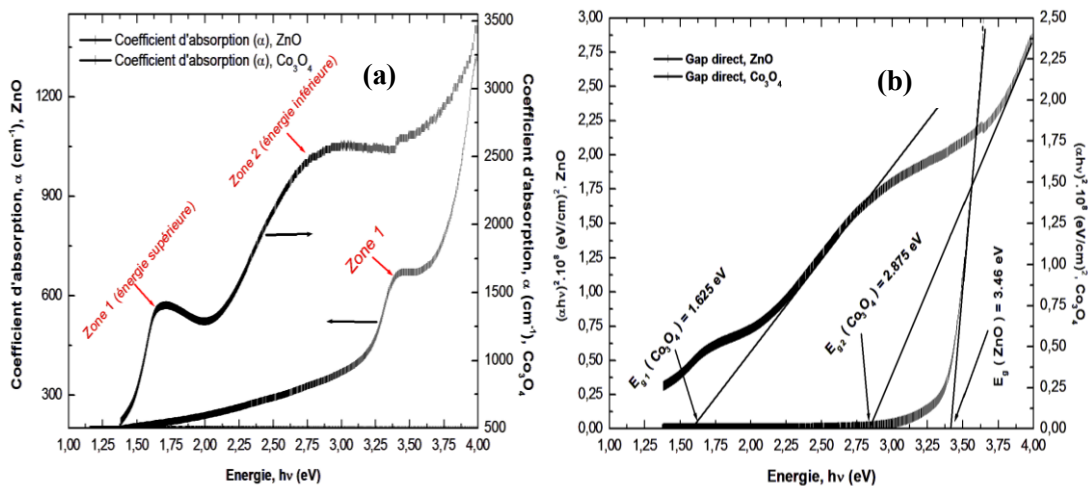 Coefficient d'absorption (α), ZnO
Coefficient d'absorption (α), Co₃O₄
(a)
Zone 1 (énergie supérieure)
Zone 2 (énergie inférieure)
Zone 1
Coefficient d'absorption, α (cm⁻¹), ZnO
1200
900
600
300
3500
3000
2500
2000
1500
1000
500
Coefficient d'absorption, α (cm⁻¹), Co₃O₄
1,00 1,25 1,50 1,75 2,00 2,25 2,50 2,75 3,00 3,25 3,50 3,75 4,00
Energie, hν (eV)
(b)
Gap direct, ZnO
Gap direct, Co₃O₄
(αhν)².10⁸ (eV/cm)², ZnO
3,00
2,75
2,50
2,25
2,00
1,75
1,50
1,25
1,00
0,75
0,50
0,25
0,00
E g1 ( Co₃O₄ ) = 1.625 eV
E g2 ( Co₃O₄ ) = 2.875 eV
E g ( ZnO ) = 3.46 eV
2,50
2,25
2,00
1,75
1,50
1,25
1,00
0,75
0,50
0,25
0,00
(αhν)².10⁸ (eV/cm)², Co₃O₄
1,00 1,25 1,50 1,75 2,00 2,25 2,50 2,75 3,00 3,25 3,50 3,75 4,00
Energie, hν (eV)